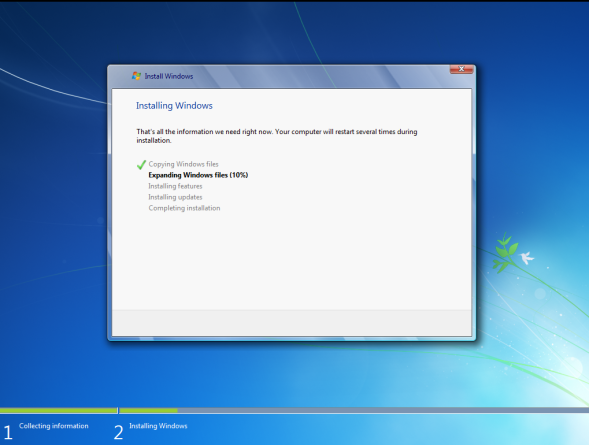 Install Windows
Installing Windows
That's all the information we need right now. Your computer will restart several times during
installation.
Copying Windows files
Expanding Windows files (10%)
Installing features
Installing updates
Completing installation
1 Collecting information
2 Installing Windows